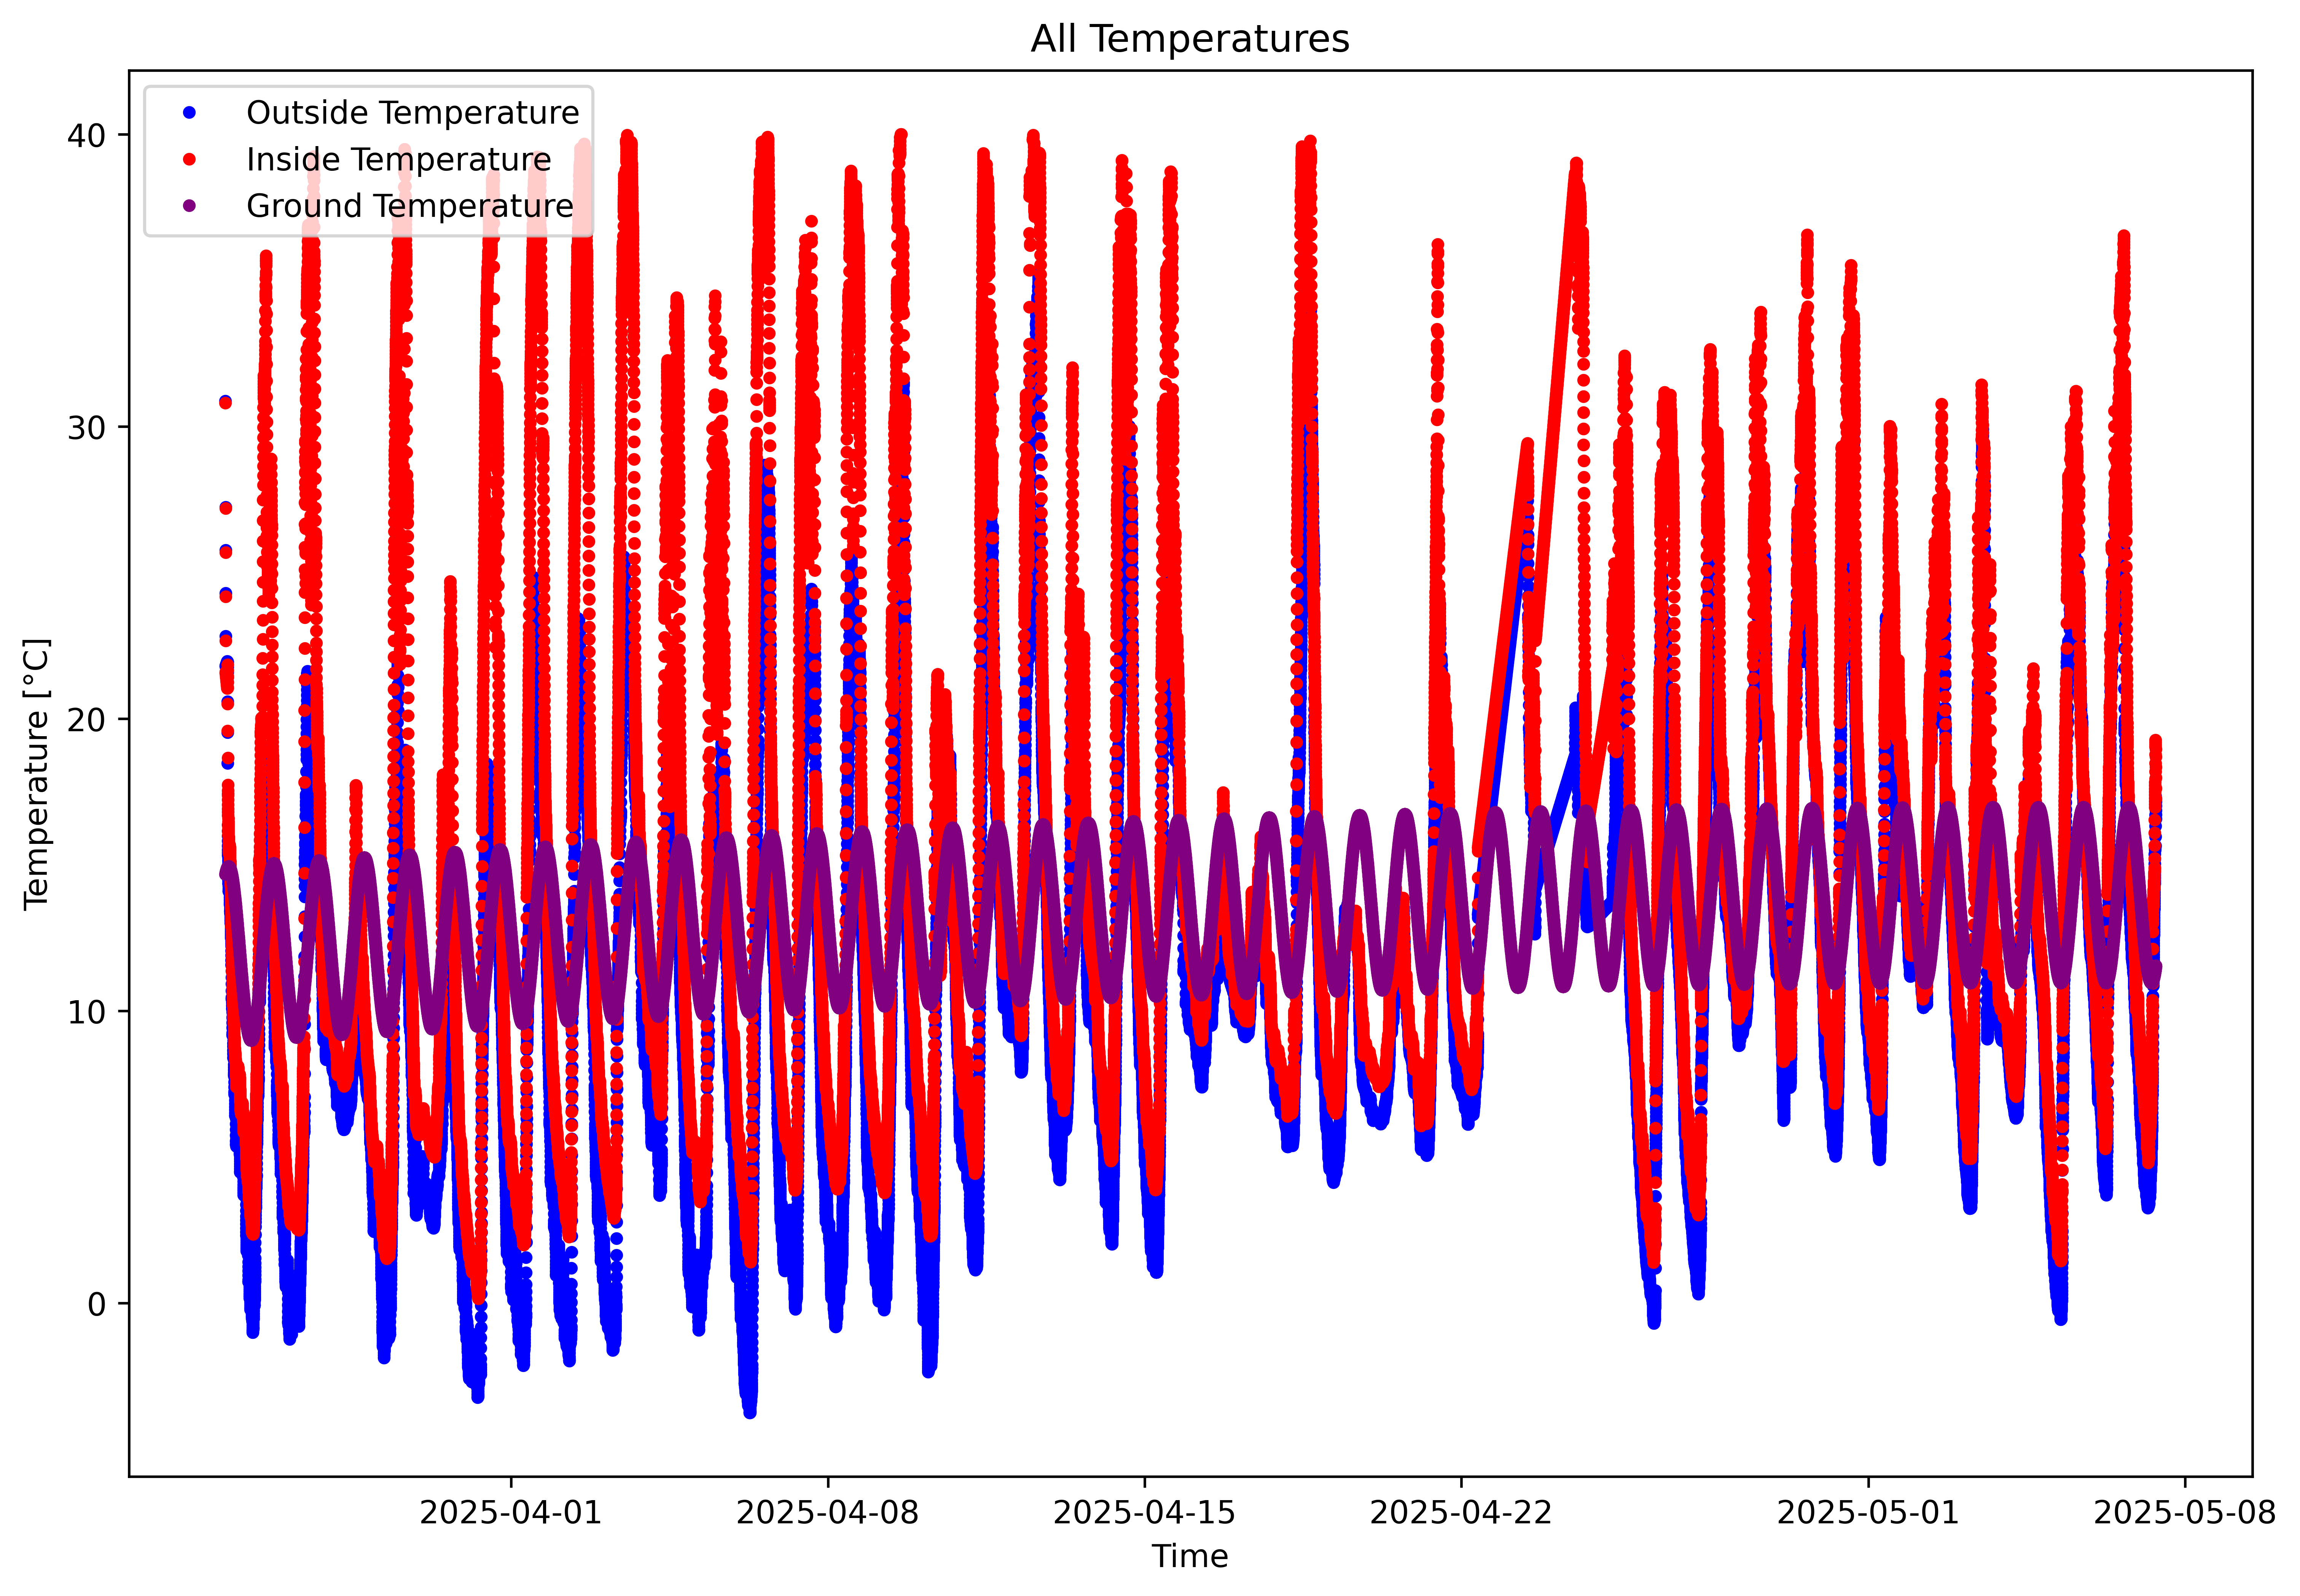 All Temperatures
Outside Temperature
Inside Temperature
Ground Temperature
Temperature [°C]
40
30
20
10
0
2025-04-01
2025-04-08
2025-04-15
2025-04-22
2025-05-01
2025-05-08
Time